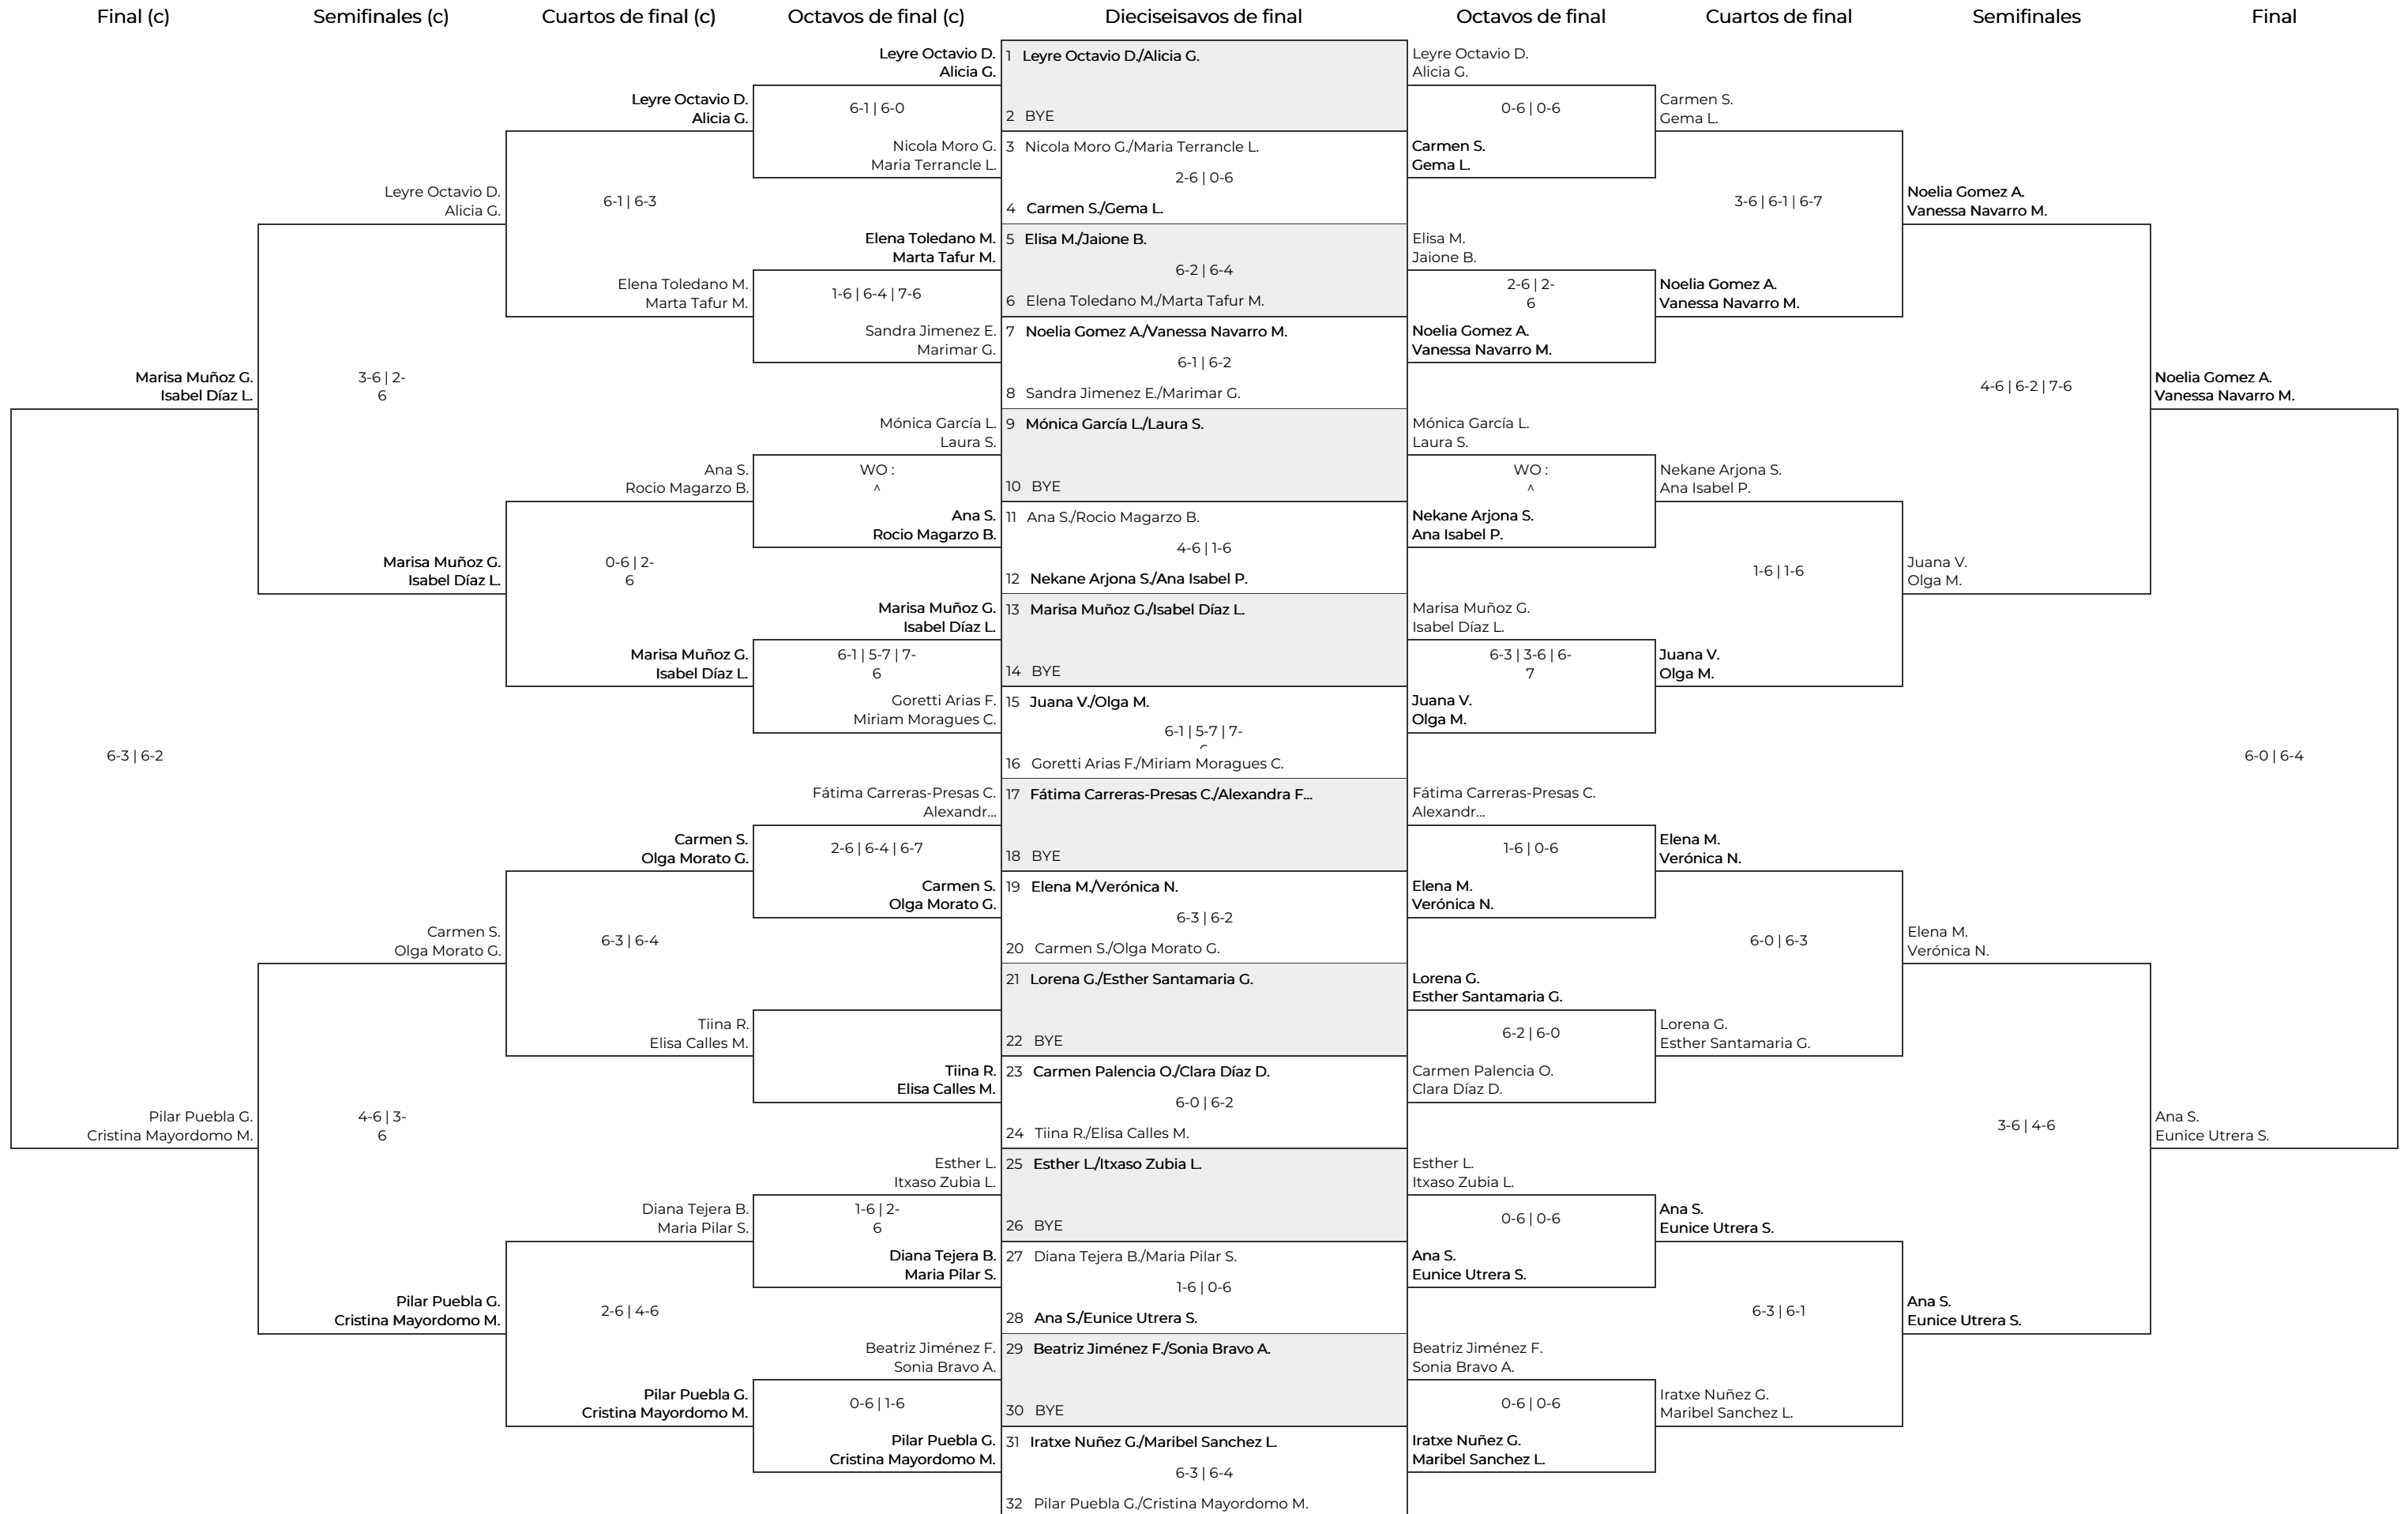 Final (c)
Semifinales (c)
Cuartos de final (c)
Octavos de final (c)
Dieciseisavos de final
Octavos de final
Cuartos de final
Semifinales
Final
Marisa Muñoz G.
Isabel Díaz L.
6-3 | 6-2
Pilar Puebla G.
Cristina Mayordomo M.
Leyre Octavio D.
Alicia G.
3-6 | 2-
6
Marisa Muñoz G.
Isabel Díaz L.
Carmen S.
Olga Morato G.
4-6 | 3-
6
Pilar Puebla G.
Cristina Mayordomo M.
Leyre Octavio D.
Alicia G.
6-1 | 6-3
Elena Toledano M.
Marta Tafur M.
Ana S.
Rocio Magarzo B.
0-6 | 2-
6
Marisa Muñoz G.
Isabel Díaz L.
Carmen S.
Olga Morato G.
6-3 | 6-4
Tiina R.
Elisa Calles M.
Diana Tejera B.
Maria Pilar S.
2-6 | 4-6
Pilar Puebla G.
Cristina Mayordomo M.
Leyre Octavio D.
Alicia G.
6-1 | 6-0
Nicola Moro G.
Maria Terrancle L.
Elena Toledano M.
Marta Tafur M.
1-6 | 6-4 | 7-6
Sandra Jimenez E.
Marimar G.
Mónica García L.
Laura S.
WO :
^
Ana S.
Rocio Magarzo B.
Marisa Muñoz G.
Isabel Díaz L.
6-1 | 5-7 | 7-
6
Goretti Arias F.
Miriam Moragues C.
Fátima Carreras-Presas C.
Alexandr...
2-6 | 6-4 | 6-7
Carmen S.
Olga Morato G.
Tiina R.
Elisa Calles M.
Esther L.
Itxaso Zubia L.
1-6 | 2-
6
Diana Tejera B.
Maria Pilar S.
Beatriz Jiménez F.
Sonia Bravo A.
0-6 | 1-6
Pilar Puebla G.
Cristina Mayordomo M.
1 Leyre Octavio D./Alicia G.
2 BYE
3 Nicola Moro G./Maria Terrancle L.
2-6 | 0-6
4 Carmen S./Gema L.
5 Elisa M./Jaione B.
6-2 | 6-4
6 Elena Toledano M./Marta Tafur M.
7 Noelia Gomez A./Vanessa Navarro M.
6-1 | 6-2
8 Sandra Jimenez E./Marimar G.
9 Mónica García L./Laura S.
10 BYE
11 Ana S./Rocio Magarzo B.
4-6 | 1-6
12 Nekane Arjona S./Ana Isabel P.
13 Marisa Muñoz G./Isabel Díaz L.
14 BYE
15 Juana V./Olga M.
6-1 | 5-7 | 7-
16 Goretti Arias F./Miriam Moragues C.
17 Fátima Carreras-Presas C./Alexandra F...
18 BYE
19 Elena M./Verónica N.
6-3 | 6-2
20 Carmen S./Olga Morato G.
21 Lorena G./Esther Santamaria G.
22 BYE
23 Carmen Palencia O./Clara Díaz D.
6-0 | 6-2
24 Tiina R./Elisa Calles M.
25 Esther L./Itxaso Zubia L.
26 BYE
27 Diana Tejera B./Maria Pilar S.
1-6 | 0-6
28 Ana S./Eunice Utrera S.
29 Beatriz Jiménez F./Sonia Bravo A.
30 BYE
31 Iratxe Nuñez G./Maribel Sanchez L.
6-3 | 6-4
32 Pilar Puebla G./Cristina Mayordomo M.
Leyre Octavio D.
Alicia G.
0-6 | 0-6
Carmen S.
Gema L.
Elisa M.
Jaione B.
2-6 | 2-
6
Noelia Gomez A.
Vanessa Navarro M.
Mónica García L.
Laura S.
WO :
^
Nekane Arjona S.
Ana Isabel P.
Marisa Muñoz G.
Isabel Díaz L.
6-3 | 3-6 | 6-
7
Juana V.
Olga M.
Fátima Carreras-Presas C.
Alexandr...
1-6 | 0-6
Elena M.
Verónica N.
Lorena G.
Esther Santamaria G.
6-2 | 6-0
Carmen Palencia O.
Clara Díaz D.
Esther L.
Itxaso Zubia L.
0-6 | 0-6
Ana S.
Eunice Utrera S.
Beatriz Jiménez F.
Sonia Bravo A.
0-6 | 0-6
Iratxe Nuñez G.
Maribel Sanchez L.
Carmen S.
Gema L.
3-6 | 6-1 | 6-7
Noelia Gomez A.
Vanessa Navarro M.
Nekane Arjona S.
Ana Isabel P.
1-6 | 1-6
Juana V.
Olga M.
Elena M.
Verónica N.
6-0 | 6-3
Lorena G.
Esther Santamaria G.
Ana S.
Eunice Utrera S.
6-3 | 6-1
Iratxe Nuñez G.
Maribel Sanchez L.
Noelia Gomez A.
Vanessa Navarro M.
4-6 | 6-2 | 7-6
Juana V.
Olga M.
Elena M.
Verónica N.
3-6 | 4-6
Ana S.
Eunice Utrera S.
Noelia Gomez A.
Vanessa Navarro M.
6-0 | 6-4
Ana S.
Eunice Utrera S.